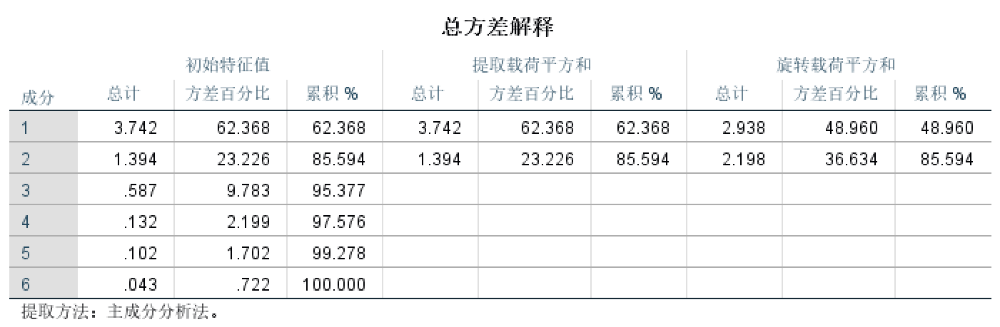 总方差解释
初始特征值 提取载荷平方和 旋转载荷平方和
成分 总计 方差百分比 累积 % 总计 方差百分比 累积 % 总计 方差百分比 累积 %
1 3.742 62.368 62.368 3.742 62.368 62.368 2.938 48.960 48.960
2 1.394 23.226 85.594 1.394 23.226 85.594 2.198 36.634 85.594
3 .587 9.783 95.377
4 .132 2.199 97.576
5 .102 1.702 99.278
6 .043 .722 100.000
提取方法：主成分分析法。